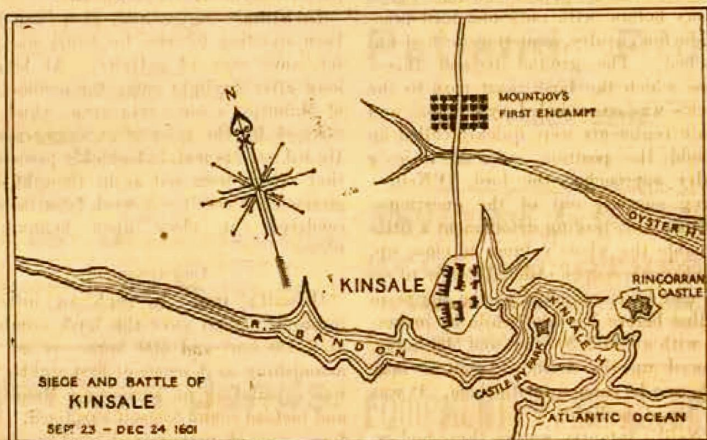 N
MOUNTJOY'S
FIRST ENCAMPT
OYSTER H.
KINSALE
RINCORRAN
CASTLE
KINSALE H.
R. BANDON
CASTLE NY PARK
SIEGE AND BATTLE OF
KINSALE
SEPT 23 – DEC 24 1601
ATLANTIC OCEAN